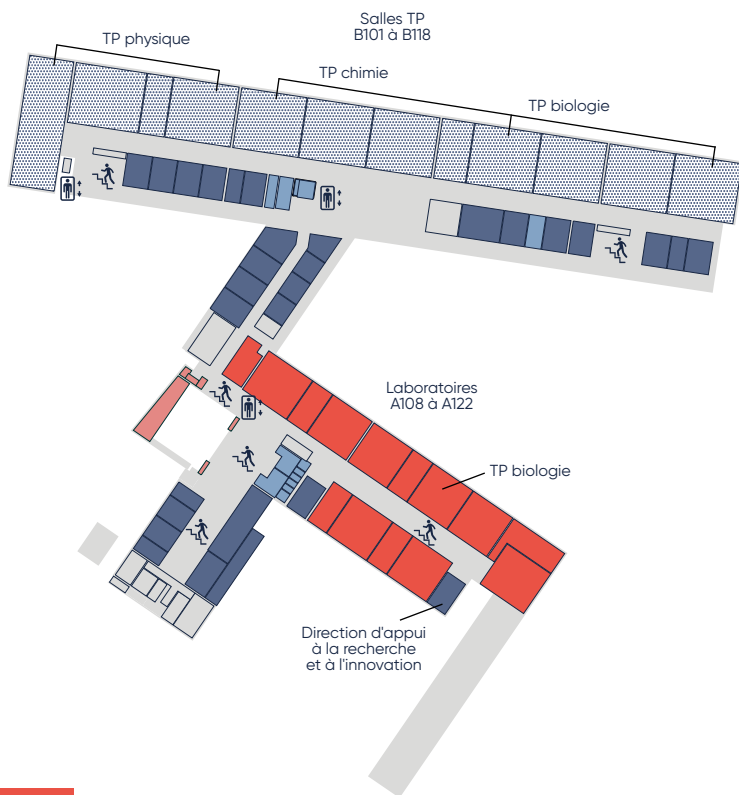 Salles TP
B101 à B118
TP physique
TP chimie
TP biologie
Laboratoires
A108 à A122
TP biologie
Direction d'appui
à la recherche
et à l'innovation